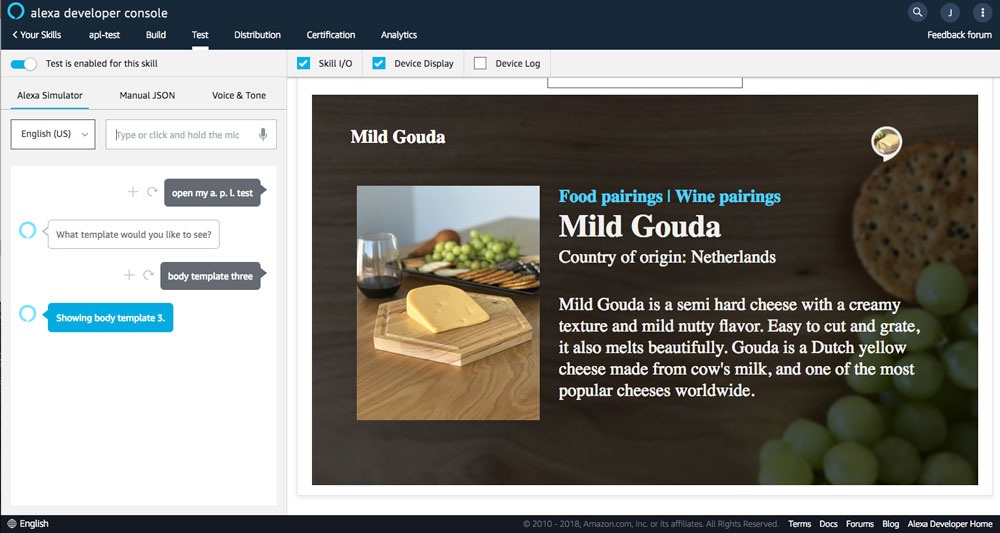 alexa developer console
J
Your Skills apl-test Build Test Distribution Certification Analytics Feedback forum
Test is enabled for this skill
Skill I/O Device Display Device Log
Alexa Simulator Manual JSON Voice & Tone
English (US) Type or click and hold the mic
open my a. p. l. test
What template would you like to see?
body template three
Showing body template 3.
Mild Gouda
Food pairings | Wine pairings
Mild Gouda
Country of origin: Netherlands
Mild Gouda is a semi hard cheese with a creamy
texture and mild nutty flavor. Easy to cut and grate,
it also melts beautifully. Gouda is a Dutch yellow
cheese made from cow's milk, and one of the most
popular cheeses worldwide.
English © 2010 - 2018, Amazon.com, Inc. or its affiliates. All Rights Reserved. Terms Docs Forums Blog Alexa Developer Home